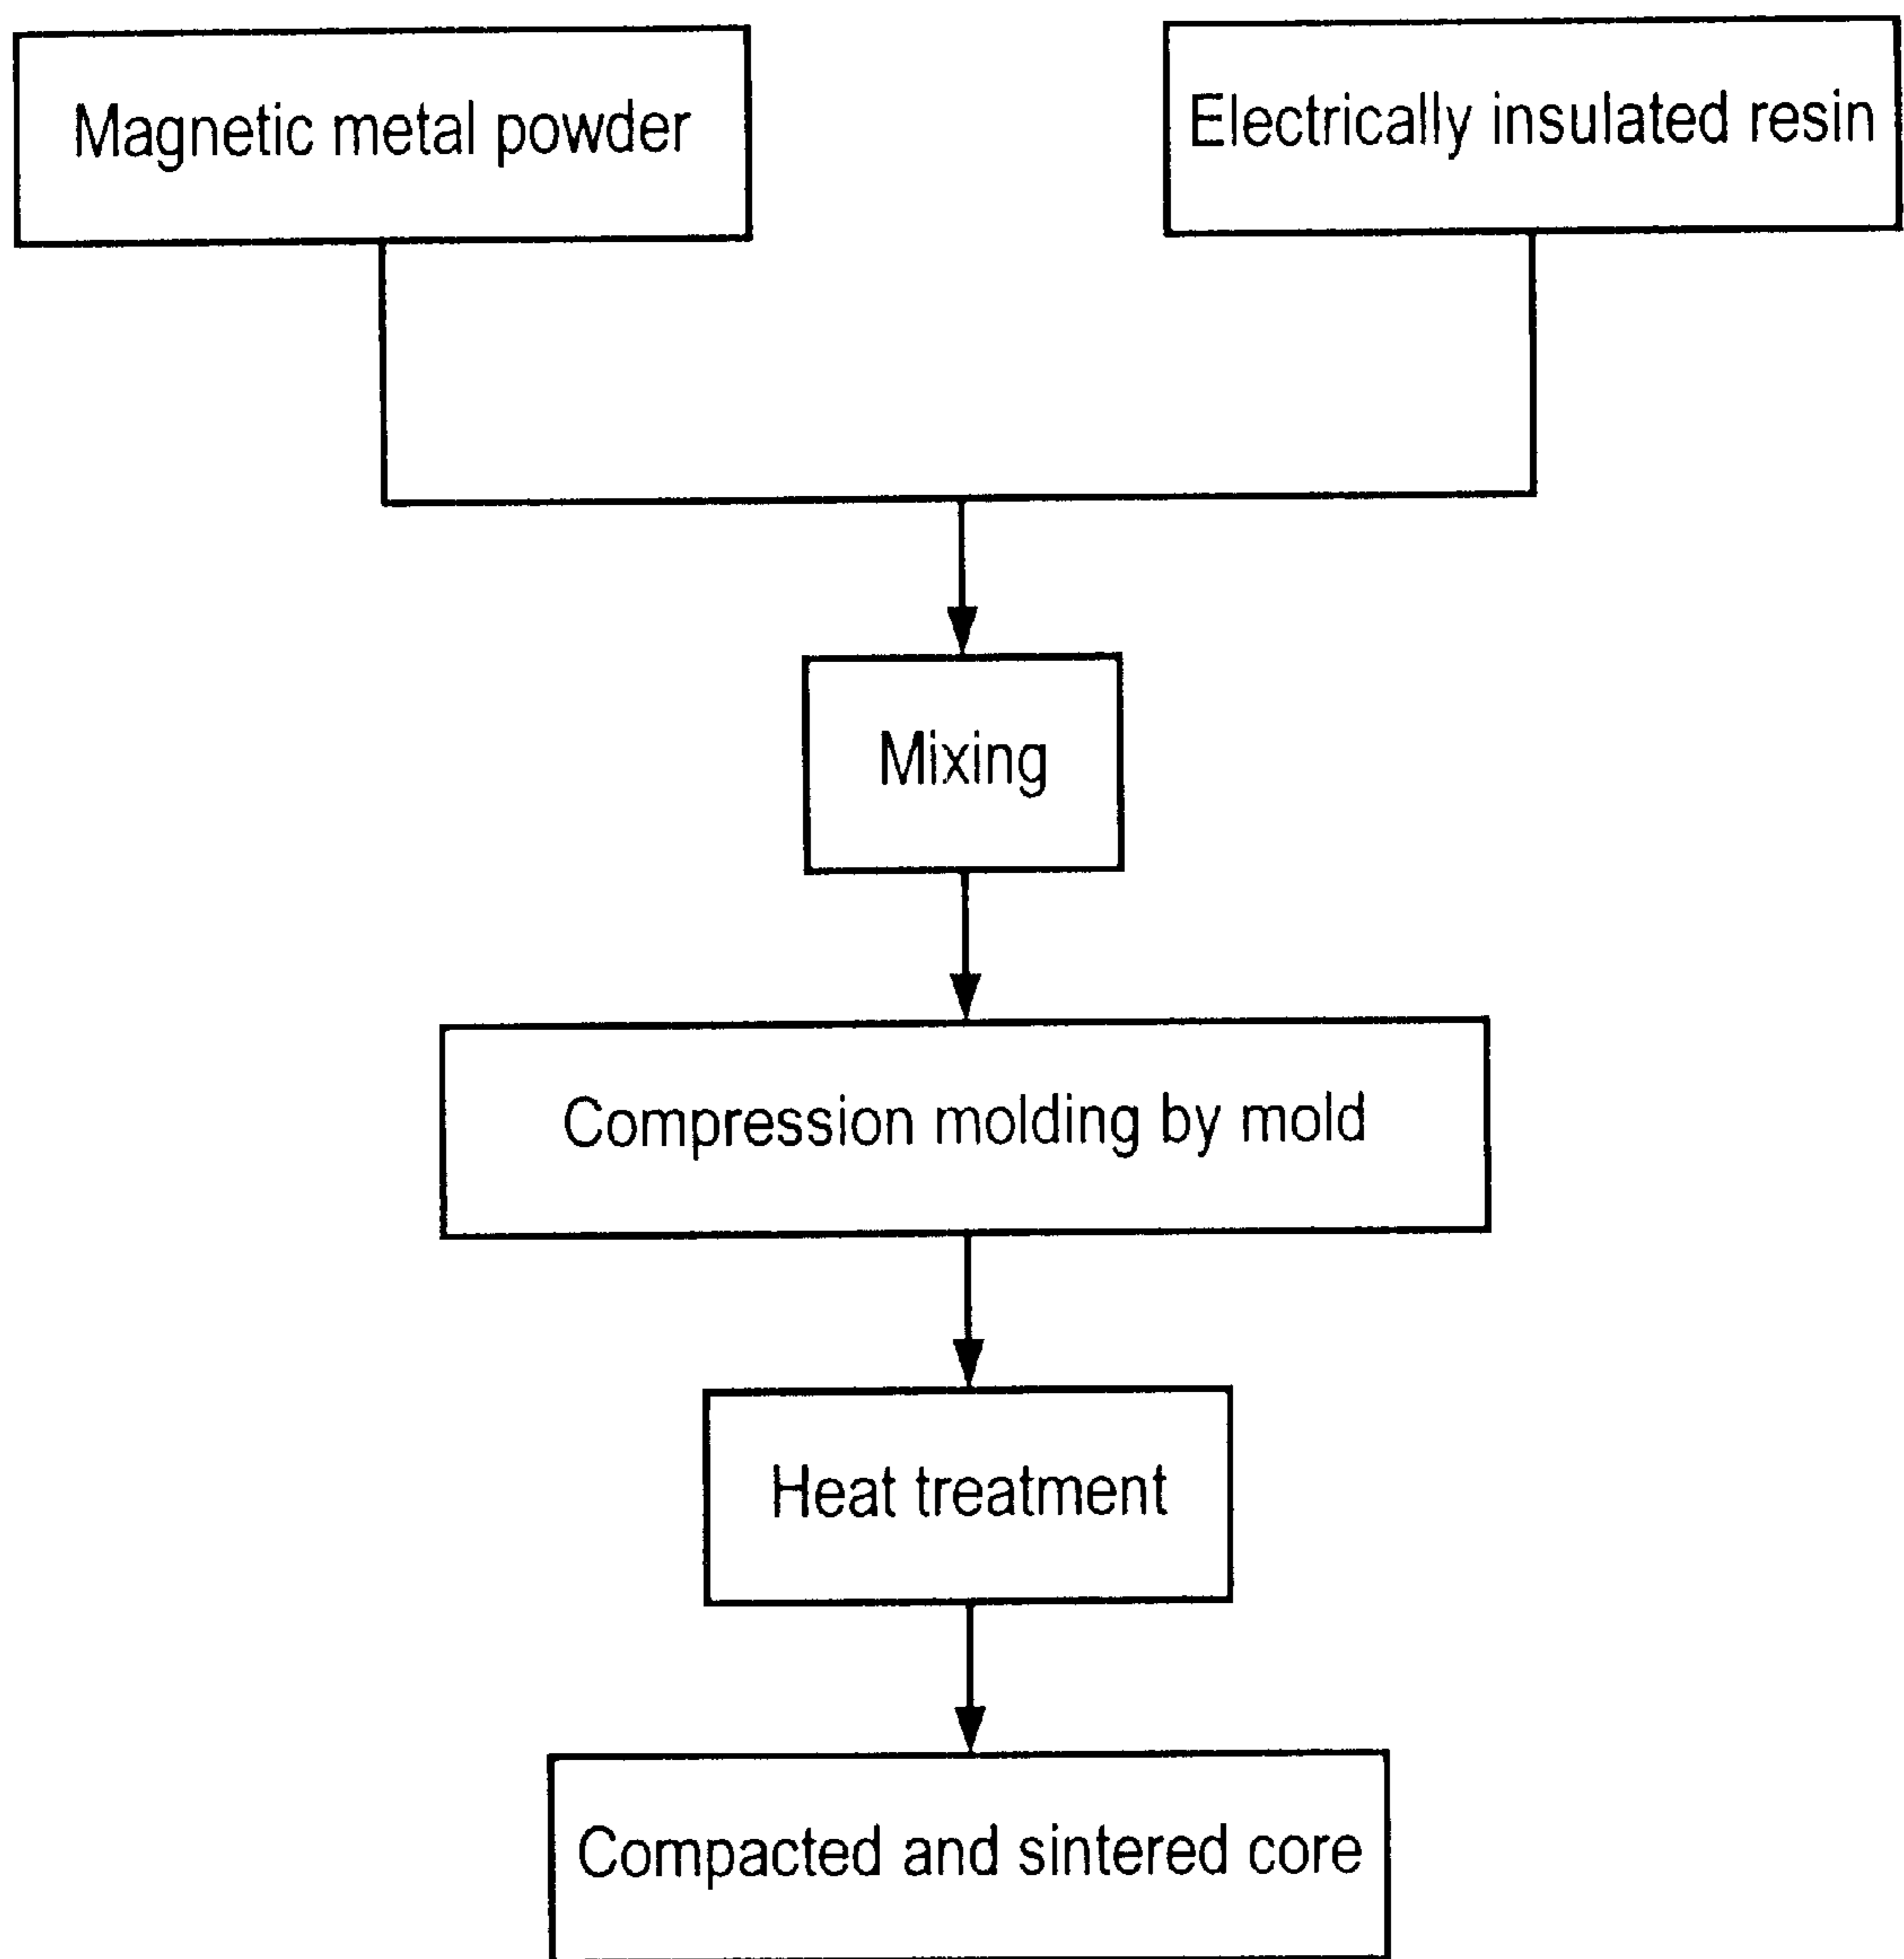 Magnetic metal powder
Electrically insulated resin
Mixing
Compression molding by mold
Heat treatment
Compacted and sintered core